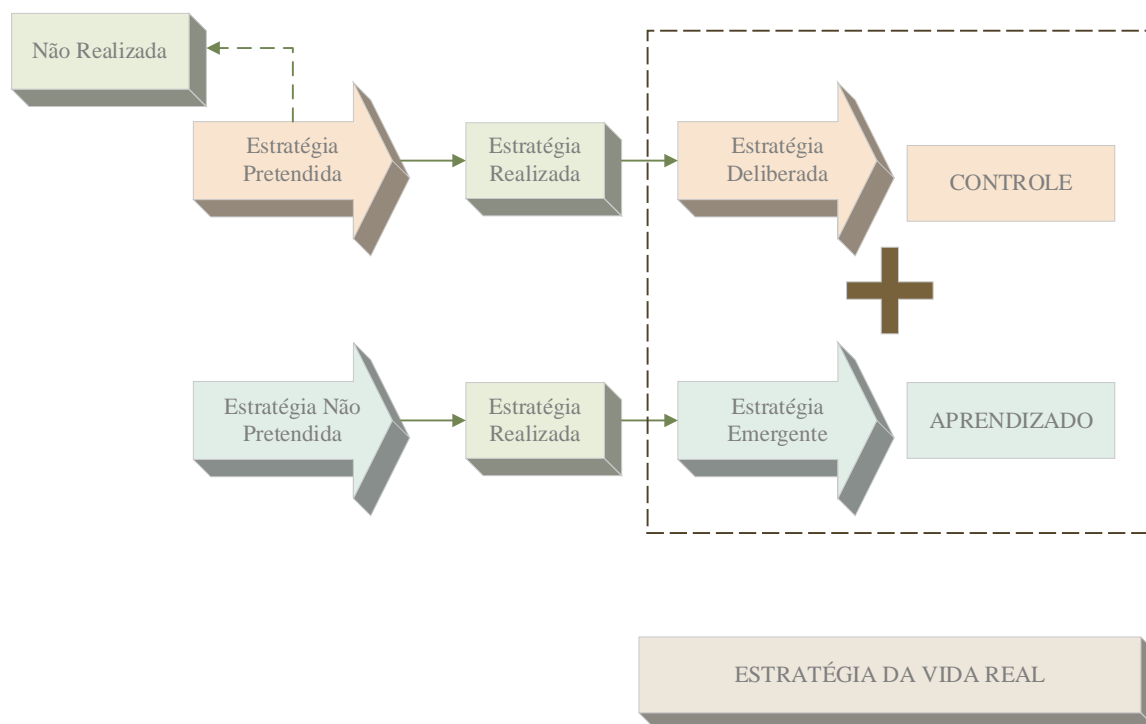 Não Realizada
Estratégia
Pretendida
Estratégia
Realizada
Estratégia
Deliberada
CONTROLE
Estratégia Não
Pretendida
Estratégia
Realizada
Estratégia
Emergente
APRENDIZADO
ESTRATÉGIA DA VIDA REAL